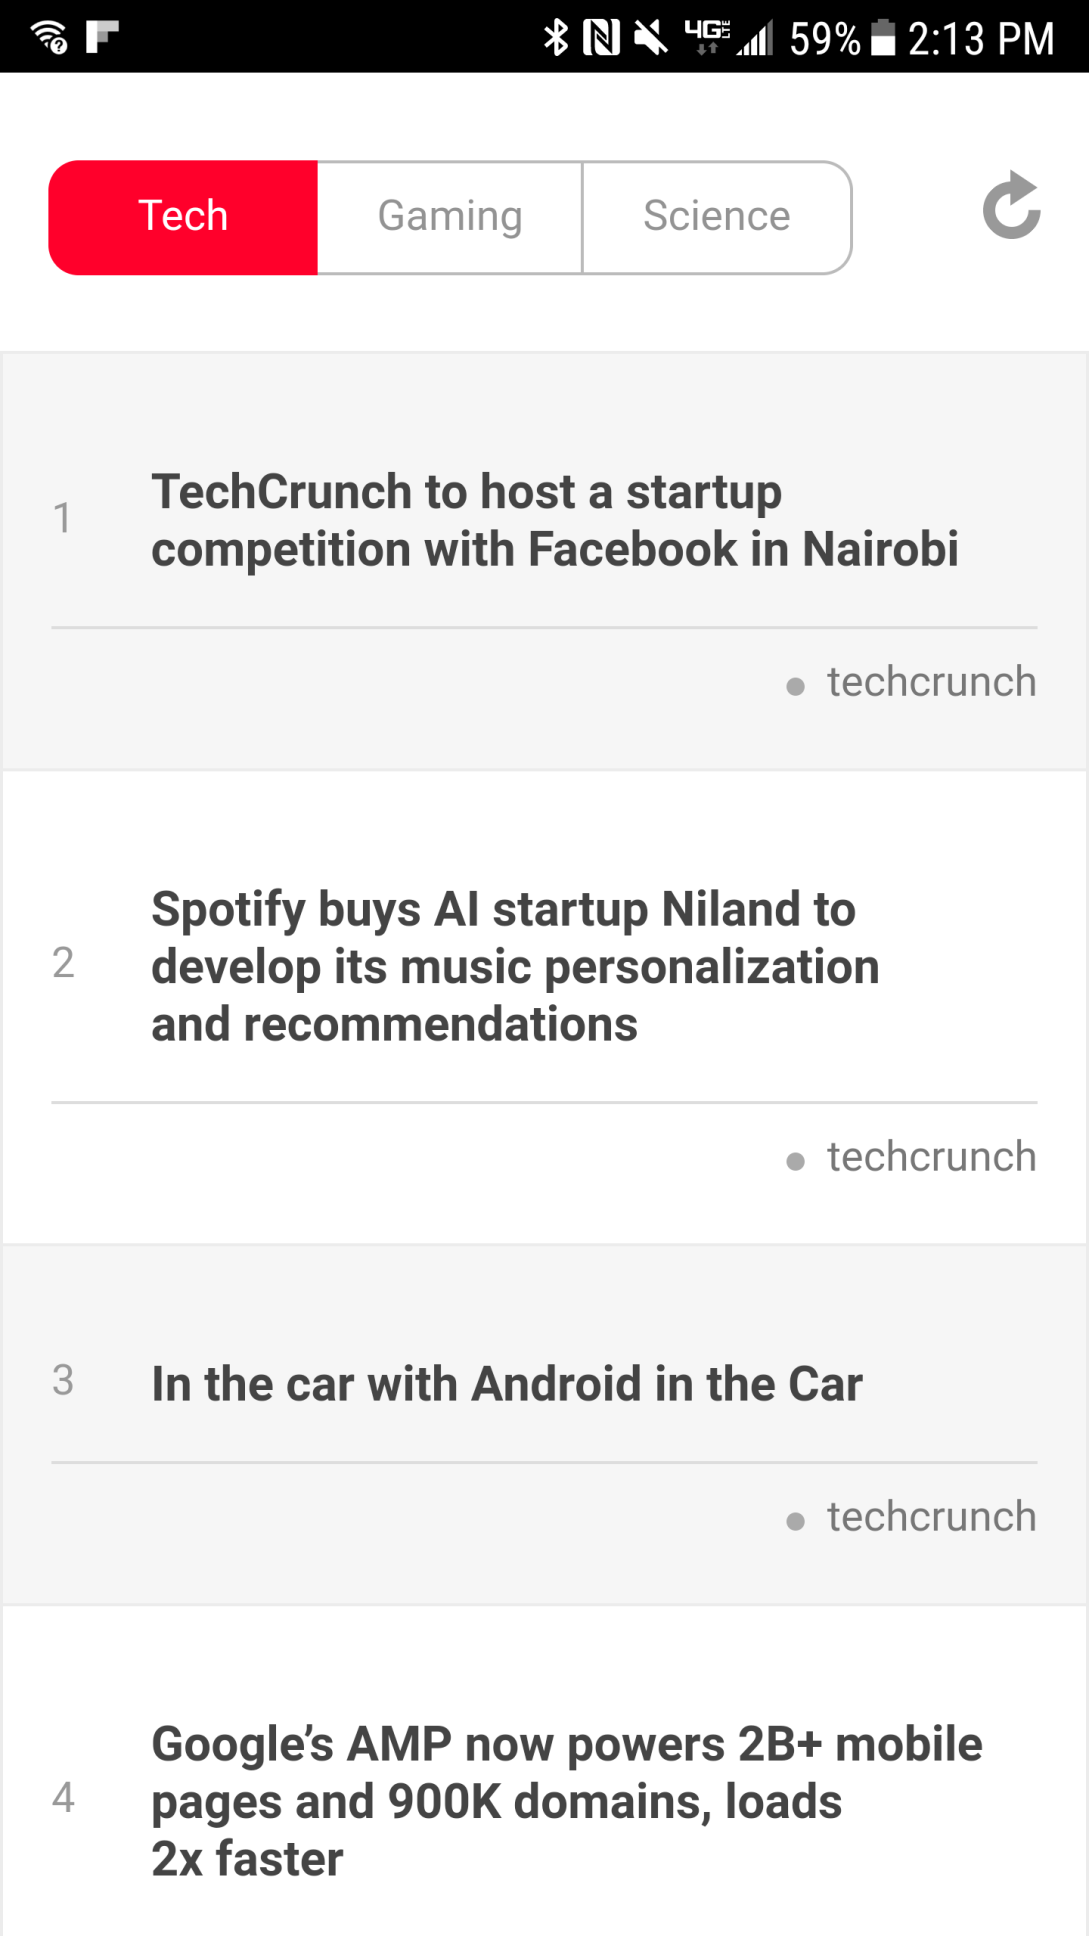 4G LTE 59% 2:13 PM
Tech Gaming Science
1
TechCrunch to host a startup
competition with Facebook in Nairobi
techcrunch
2
Spotify buys AI startup Niland to
develop its music personalization
and recommendations
techcrunch
3
In the car with Android in the Car
techcrunch
4
Google’s AMP now powers 2B+ mobile
pages and 900K domains, loads
2x faster